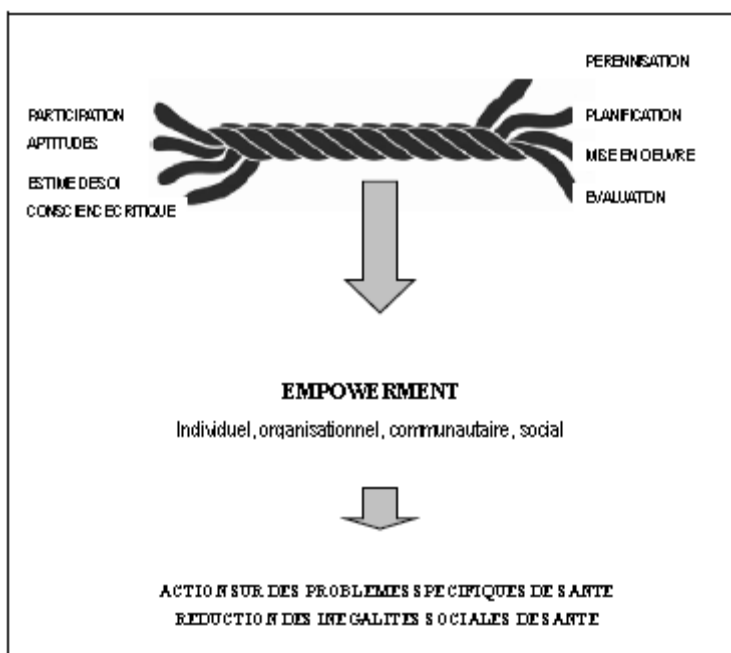 PARTICIPATION
APTITUDES
ESTIME DE SOI
CONSCIENCE CRITIQUE
PERENNISATION
PLANIFICATION
MISE EN OEUVRE
EVALUATION
EMPOWERMENT
Individuel, organisationnel, communautaire, social
ACTION SUR DES PROBLEMES SPECIFIQUES DE SANTE
REDUCTION DES INEGALITES SOCIALES DE SANTE